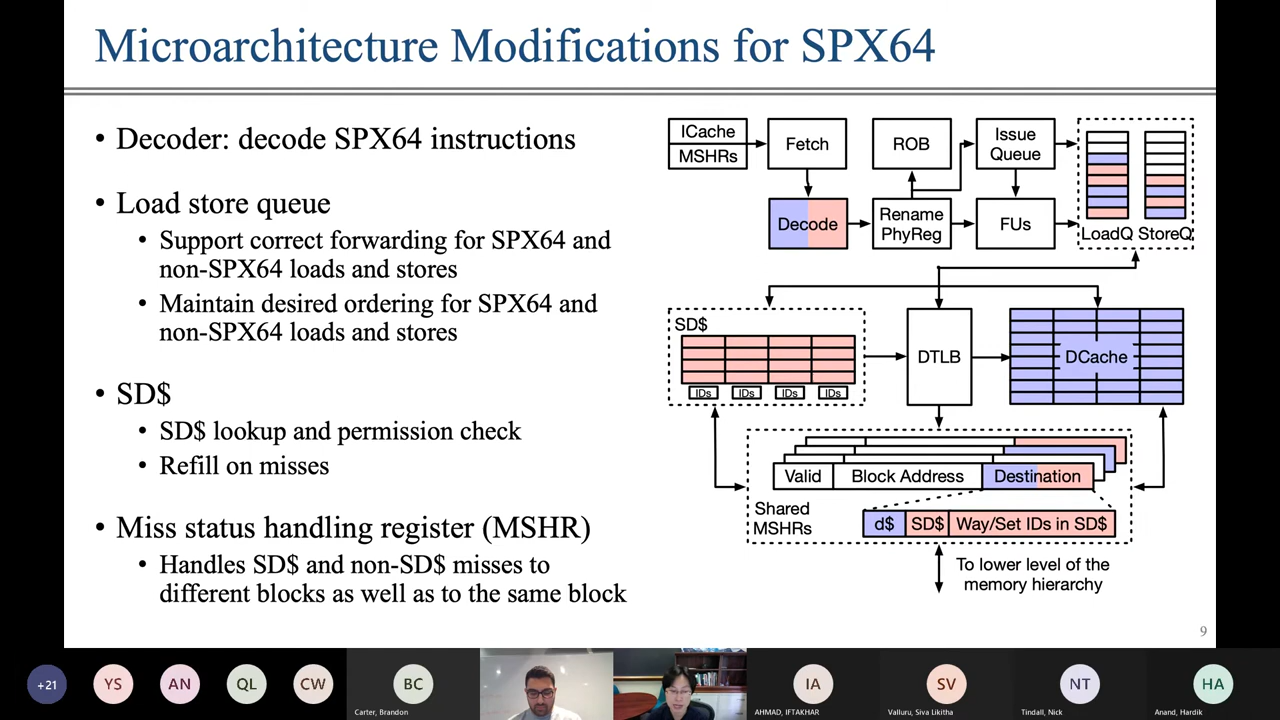 Microarchitecture Modifications for SPX64
• Decoder: decode SPX64 instructions
• Load store queue
• Support correct forwarding for SPX64 and
non-SPX64 loads and stores
• Maintain desired ordering for SPX64 and
non-SPX64 loads and stores
• SD$
• SD$ lookup and permission check
• Refill on misses
• Miss status handling register (MSHR)
• Handles SD$ and non-SD$ misses to
different blocks as well as to the same block
ICache
MSHRs
Fetch
ROB
Issue
Queue
Decode
Rename
PhyReg
FUs
LoadQ StoreQ
SD$
IDs IDs IDs IDs
DTLB
DCache
Valid Block Address Destination
Shared
MSHRs
d$ SD$ Way/Set IDs in SD$
To lower level of the
memory hierarchy
9
+21 YS AN QL CW BC IA SV NT HA
Carter, Brandon AHMAD, IFTAKHAR Valluru, Siva Likitha Tindall, Nick Anand, Hardik